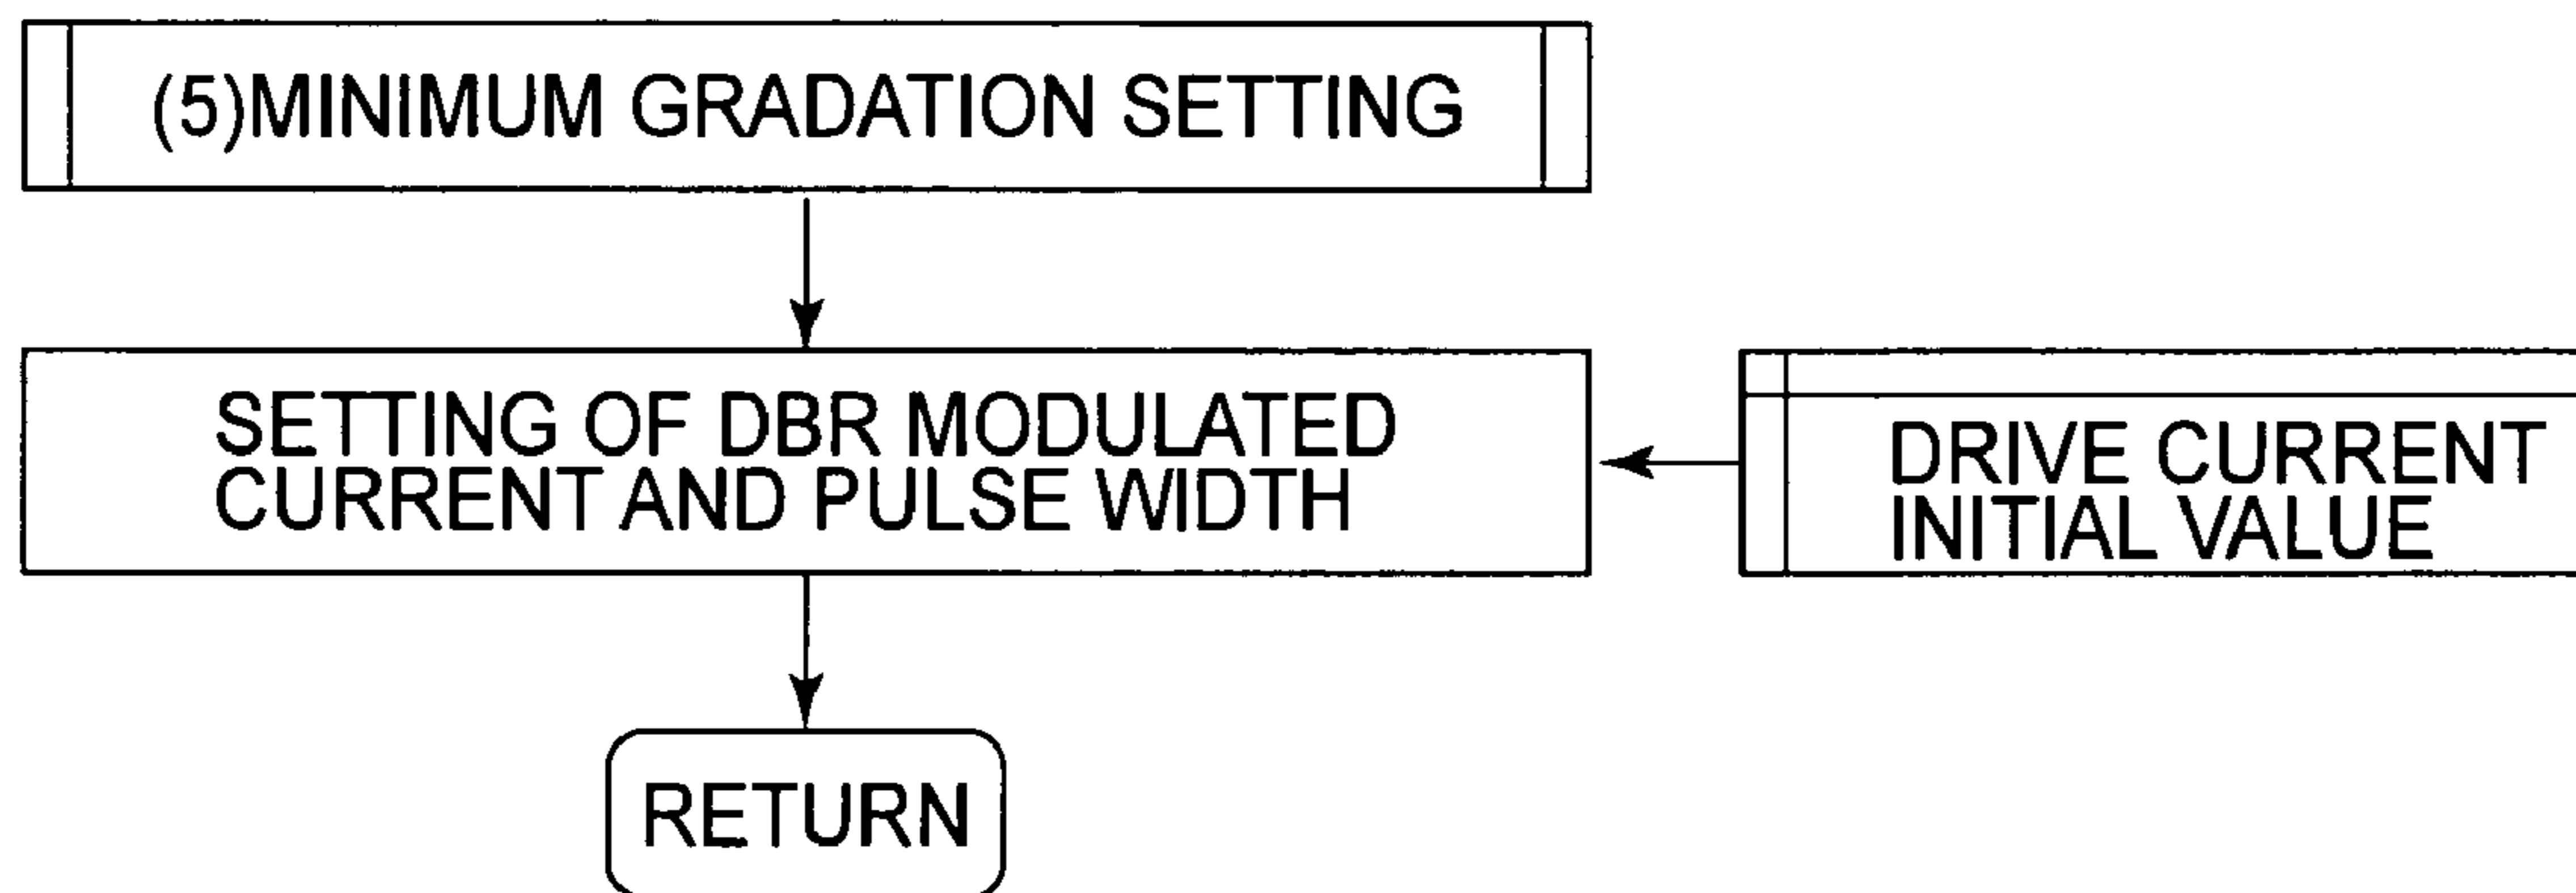 (5)MINIMUM GRADATION SETTING
SETTING OF DBR MODULATED
CURRENT AND PULSE WIDTH
DRIVE CURRENT
INITIAL VALUE
RETURN